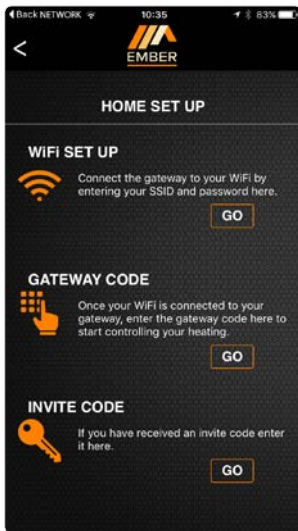 Back NETWORK 10:35 83%
<
EMBER
HOME SET UP
WiFi SET UP
Connect the gateway to your WiFi by
entering your SSID and password here.
GO
GATEWAY CODE
Once your WiFi is connected to your
gateway, enter the gateway code here to
start controlling your heating.
GO
INVITE CODE
If you have received an invite code enter
it here.
GO